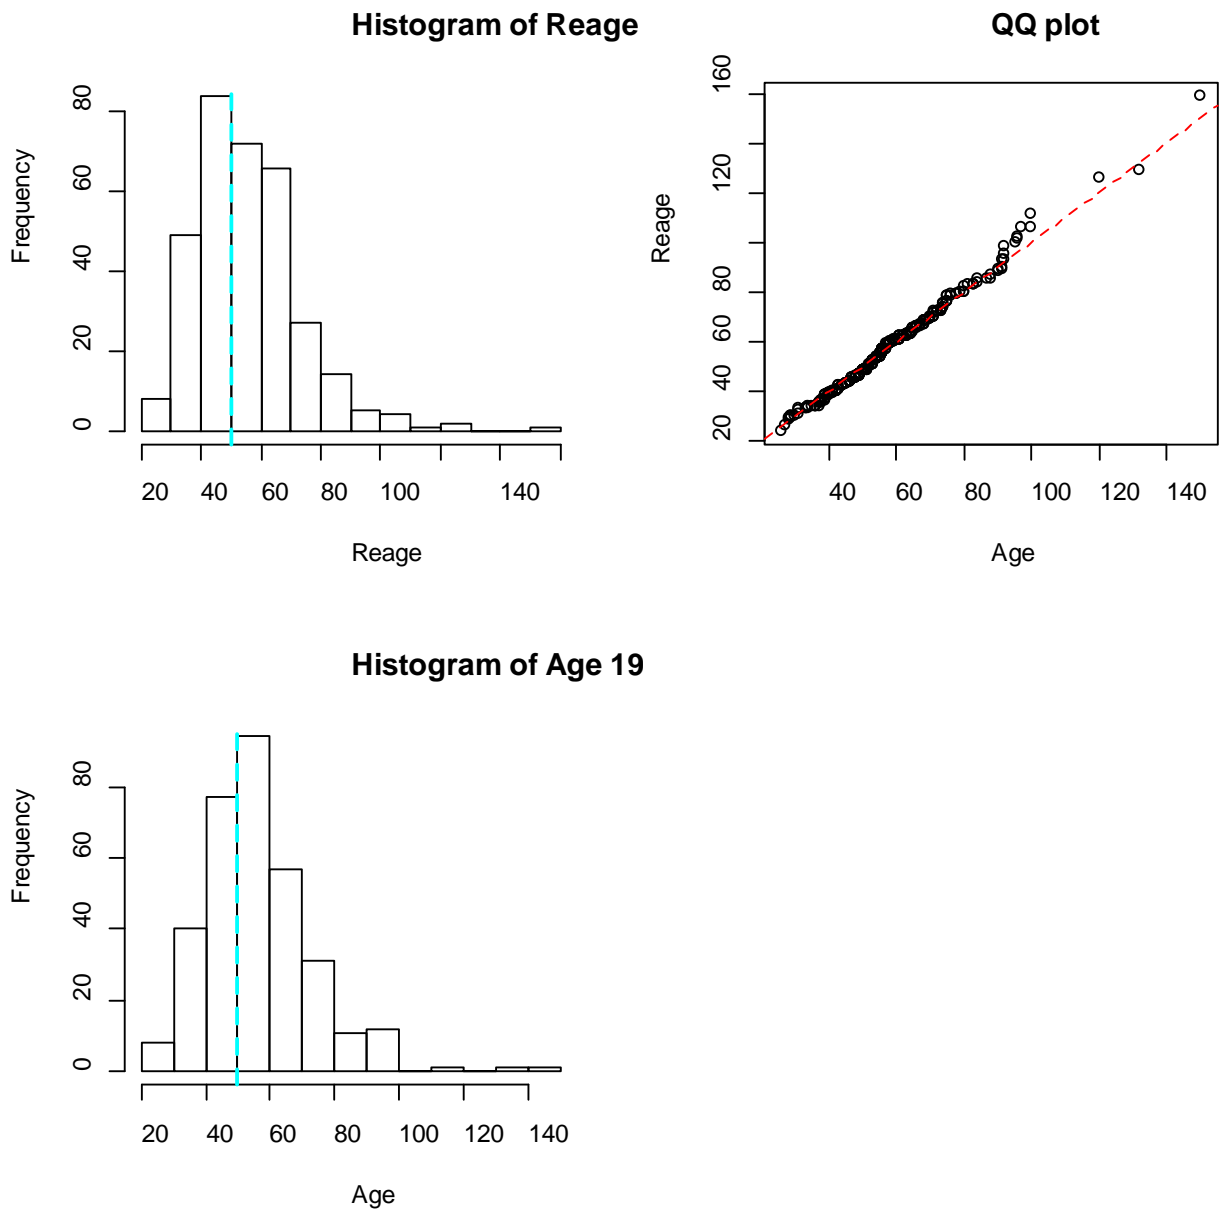 Histogram of Reage
Frequency
0 20 40 60 80
20 40 60 100 140
Reage
QQ plot
Reage
20 40 60 80 120 160
40 60 80 100 120 140
Age
Histogram of Age 19
Frequency
0 20 40 60 80
20 40 60 80 100 120 140
Age